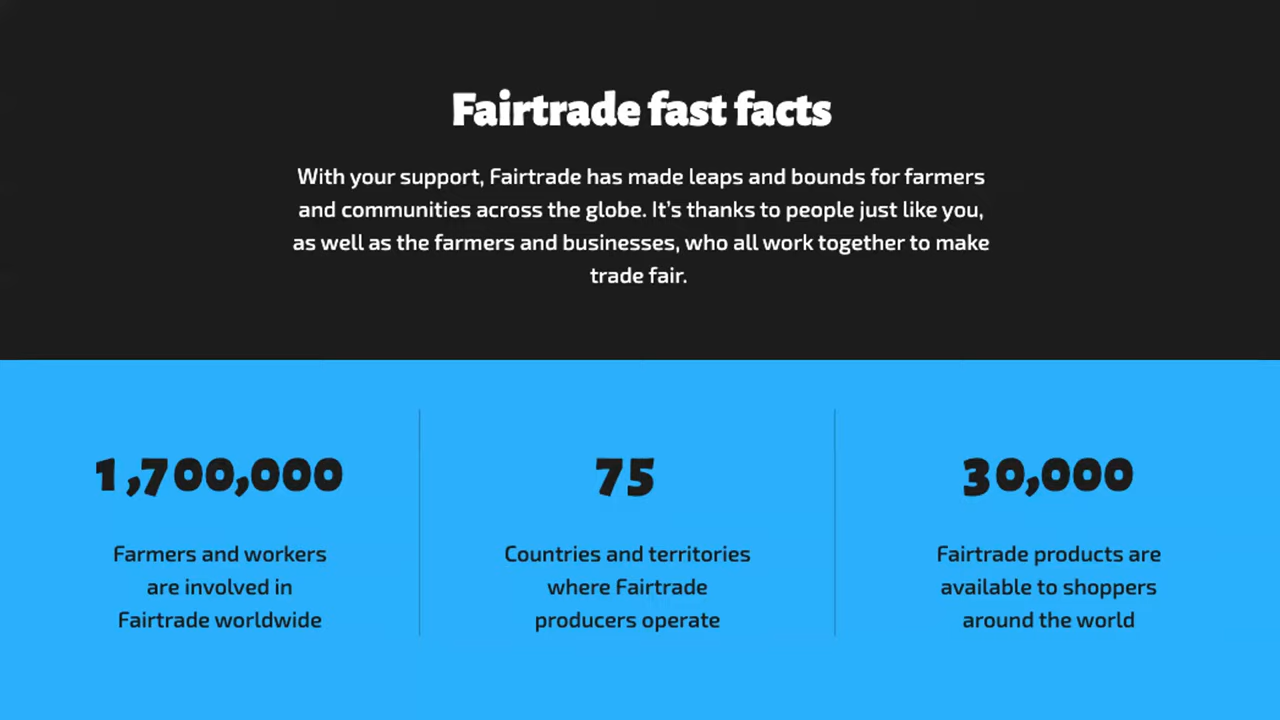 Fairtrade fast facts
With your support, Fairtrade has made leaps and bounds for farmers
and communities across the globe. It’s thanks to people just like you,
as well as the farmers and businesses, who all work together to make
trade fair.
1,700,000
Farmers and workers
are involved in
Fairtrade worldwide
75
Countries and territories
where Fairtrade
producers operate
30,000
Fairtrade products are
available to shoppers
around the world